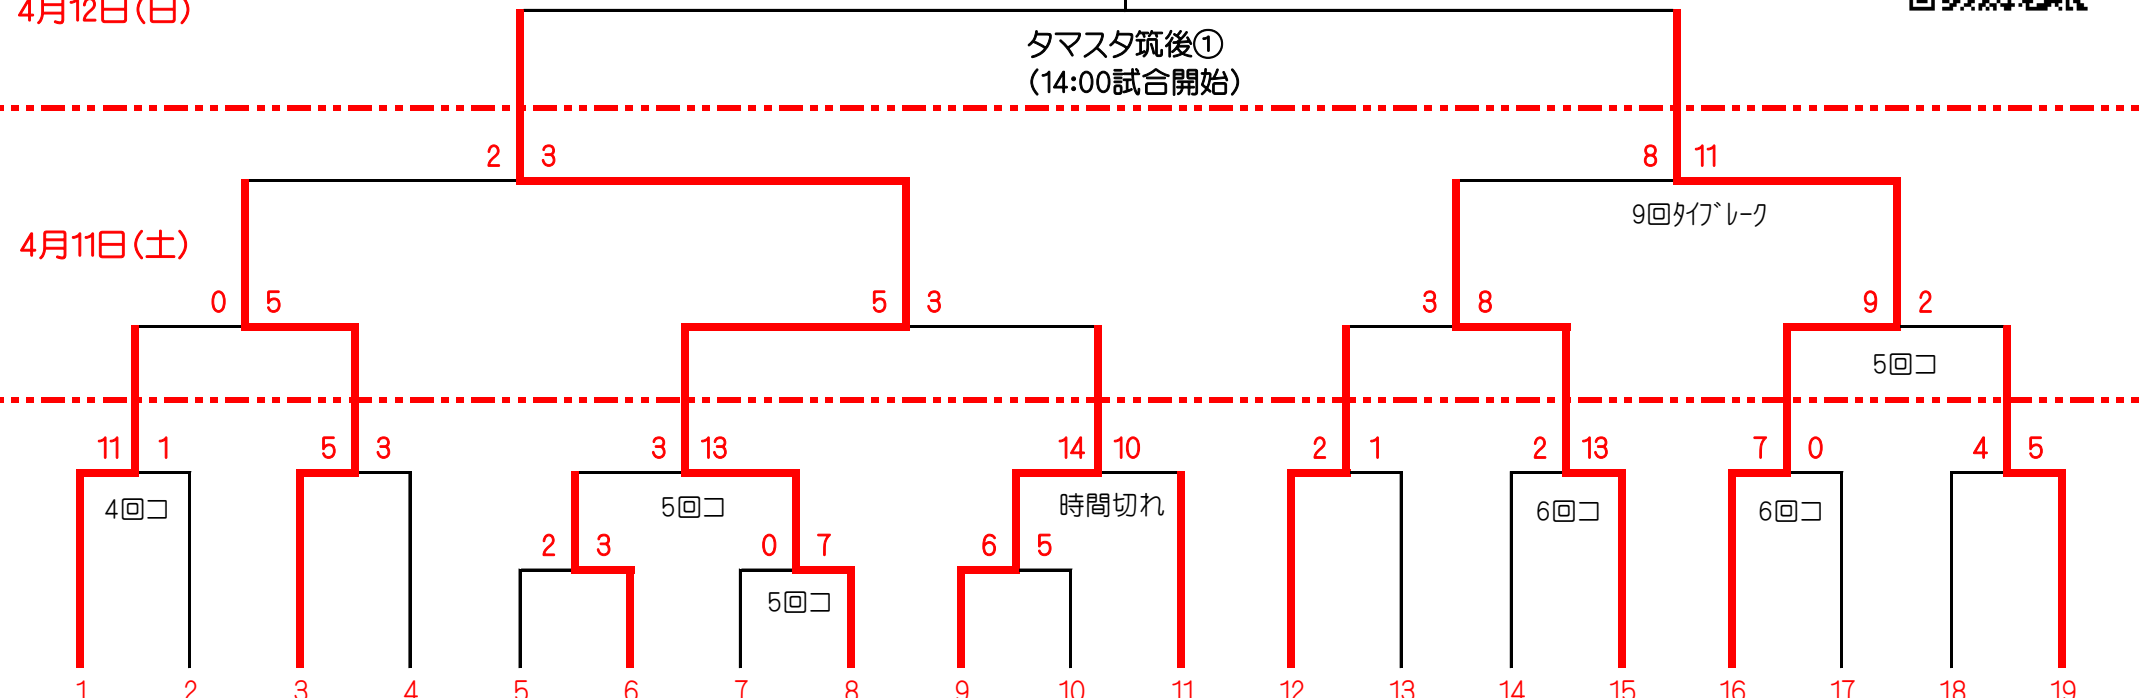 4月12日(日)
タマスタ筑後①
(14:00試合開始)
2 3 8 11
9回タイブレーク
4月11日(土)
0 5 5 3 3 8 9 2
5回コ
11 1 5 3 3 13 14 10 2 1 2 13 7 0 4 5
4回コ 5回コ 時間切れ 6回コ 6回コ
2 3 0 7 6 5
5回コ
1 2 3 4 5 6 7 8 9 10 11 12 13 14 15 16 17 18 19